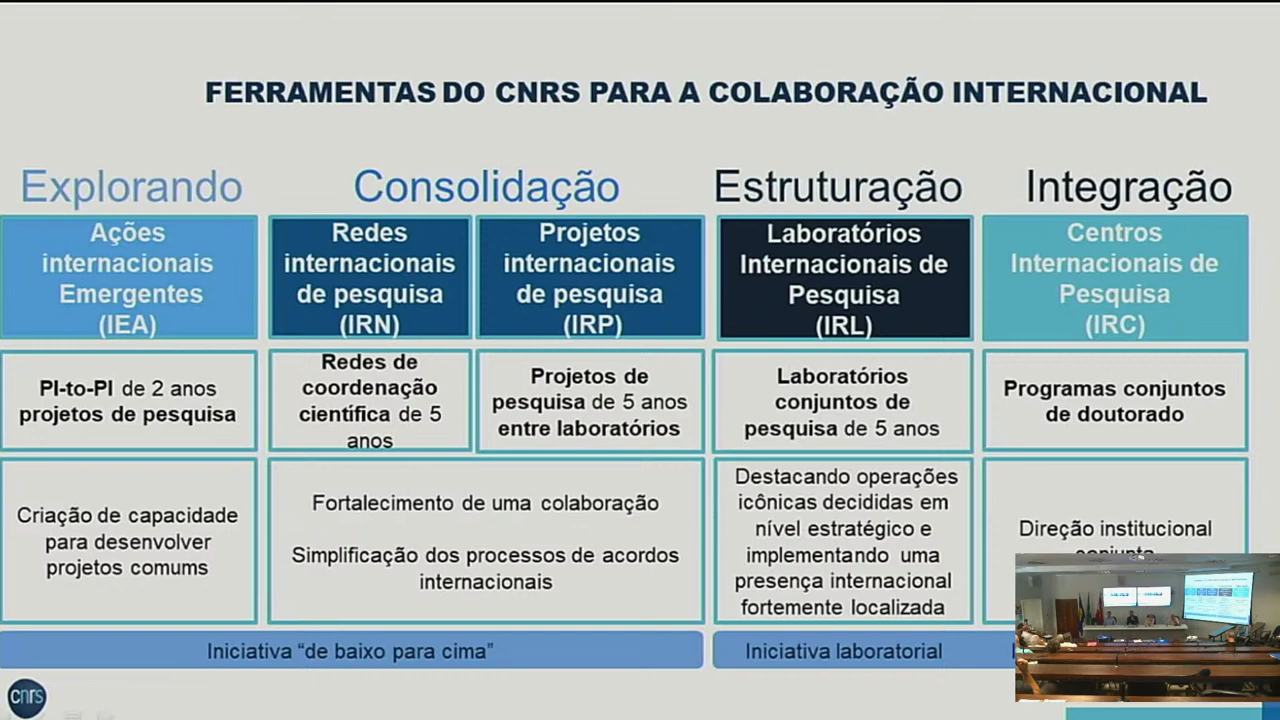 FERRAMENTAS DO CNRS PARA A COLABORAÇÃO INTERNACIONAL
Explorando
Consolidação
Estruturação
Integração
Ações
internacionais
Emergentes
(IEA)
Redes
internacionais
de pesquisa
(IRN)
Projetos
internacionais
de pesquisa
(IRP)
Laboratórios
Internacionais de
Pesquisa
(IRL)
Centros
Internacionais de
Pesquisa
(IRC)
PI-to-PI de 2 anos
projetos de pesquisa
Redes de
coordenação
cientifica de 5
anos
Projetos de
pesquisa de 5 anos
entre laboratórios
Laboratórios
conjuntos de
pesquisa de 5 anos
Programas conjuntos
de doutorado
Criação de capacidade
para desenvolver
projetos comums
Fortalecimento de uma colaboração
Simplificação dos processos de acordos
internacionais
Destacando operações
icônicas decididas em
nível estratégico e
implementando uma
presença internacional
fortemente localizada
Direção institucional
Iniciativa “de baixo para cima”
Iniciativa laboratorial
cnrs